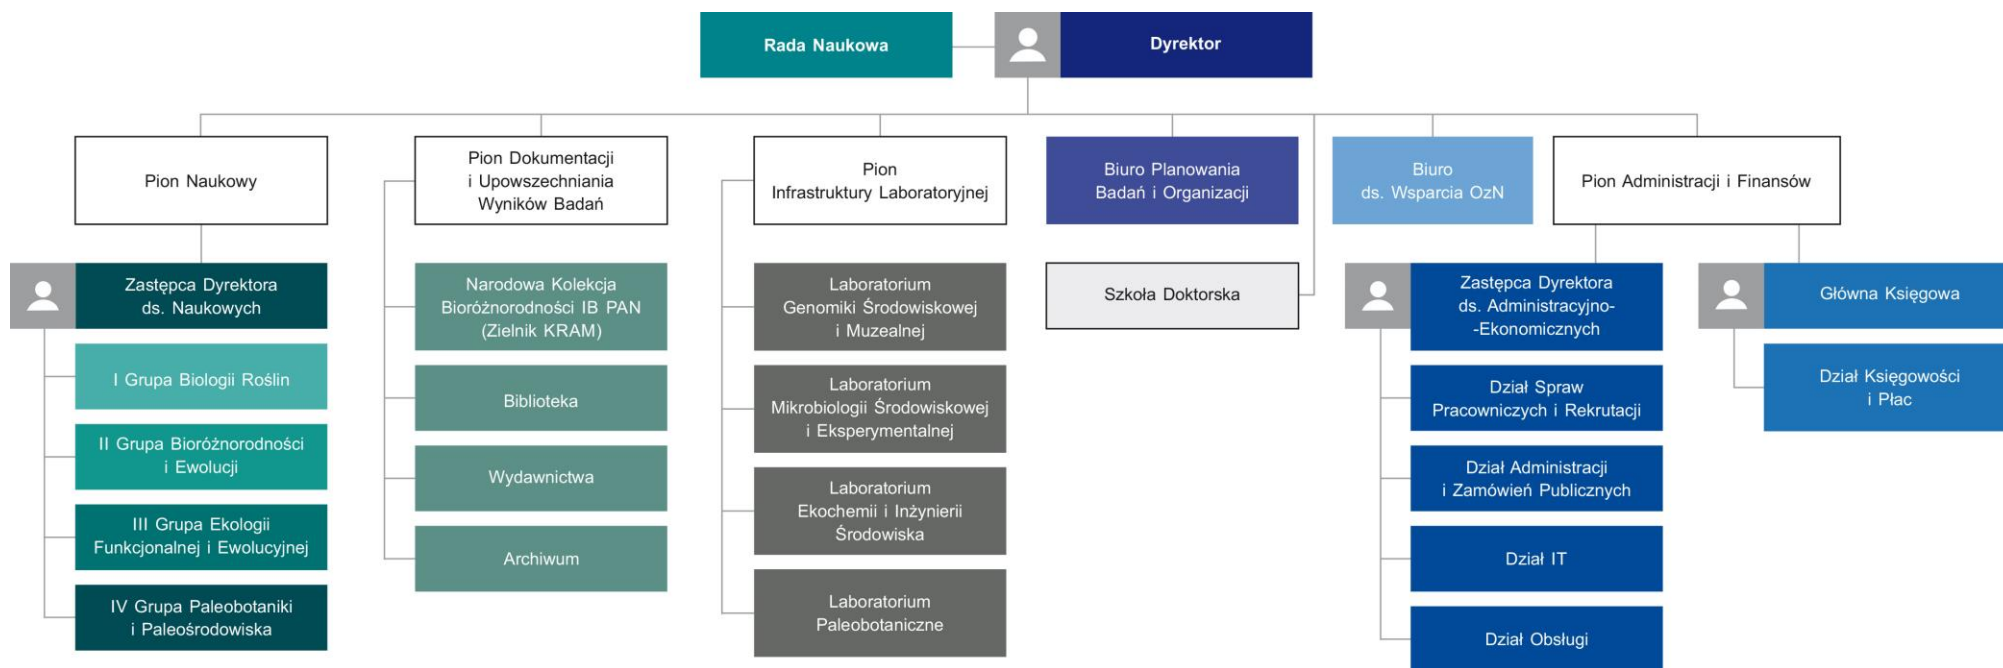 Rada Naukowa
Dyrektor
Pion Naukowy
Pion Dokumentacji
i Upowszechniania
Wyników Badań
Pion
Infrastruktury Laboratoryjnej
Biuro Planowania
Badań i Organizacji
Biuro
ds. Wsparcia OzN
Pion Administracji i Finansów
Zastępca Dyrektora
ds. Naukowych
I Grupa Biologii Roślin
II Grupa Bioróżnorodności
i Ewolucji
III Grupa Ekologii
Funkcjonalnej i Ewolucyjnej
IV Grupa Paleobotaniki
i Paleośrodowiska
Narodowa Kolekcja
Bioróżnorodności IB PAN
(Zielnik KRAM)
Biblioteka
Wydawnictwa
Archiwum
Laboratorium
Genomiki Środowiskowej
i Muzealnej
Laboratorium
Mikrobiologii Środowiskowej
i Eksperymentalnej
Laboratorium
Ekochemii i Inżynierii
Środowiska
Laboratorium
Paleobotaniczne
Szkoła Doktorska
Zastępca Dyrektora
ds. Administracyjno-
-Ekonomicznych
Dział Spraw
Pracowniczych i Rekrutacji
Dział Administracji
i Zamówień Publicznych
Dział IT
Dział Obsługi
Główna Księgowa
Dział Księgowości
i Płac